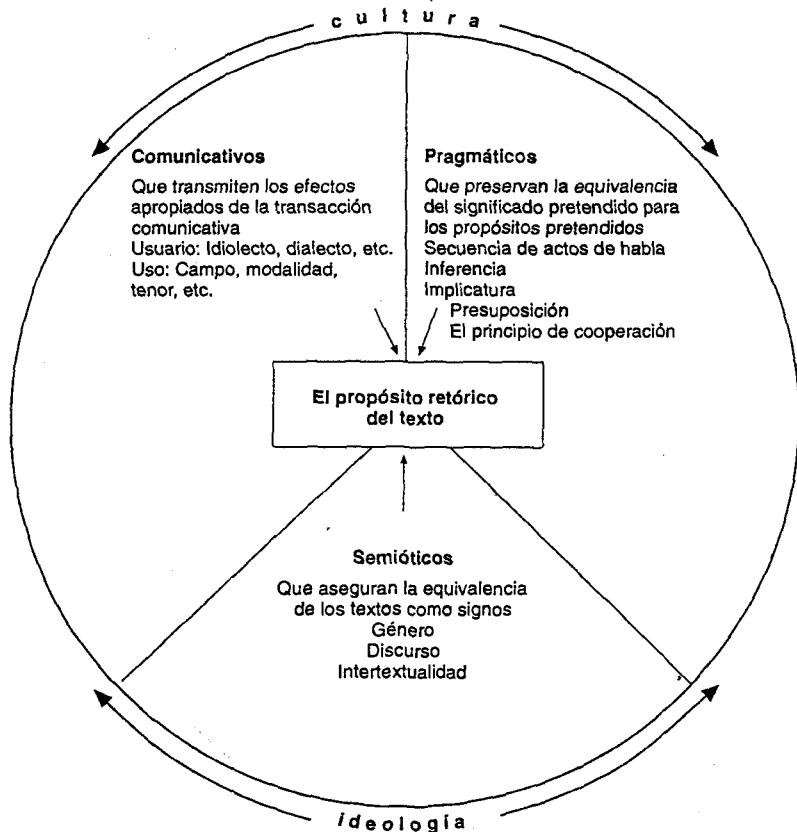 cultura
Comunicativos
Que transmiten los efectos
apropiados de la transacción
comunicativa
Usuario: Idiolecto, dialecto, etc.
Uso: Campo, modalidad,
tenor, etc.
Pragmáticos
Que preservan la equivalencia
del significado pretendido para
los propósitos pretendidos
Secuencia de actos de habla
Inferencia
Implicatura
Presuposición
El principio de cooperación
El propósito retórico
del texto
Semióticos
Que aseguran la equivalencia
de los textos como signos
Género
Discurso
Intertextualidad
ideología